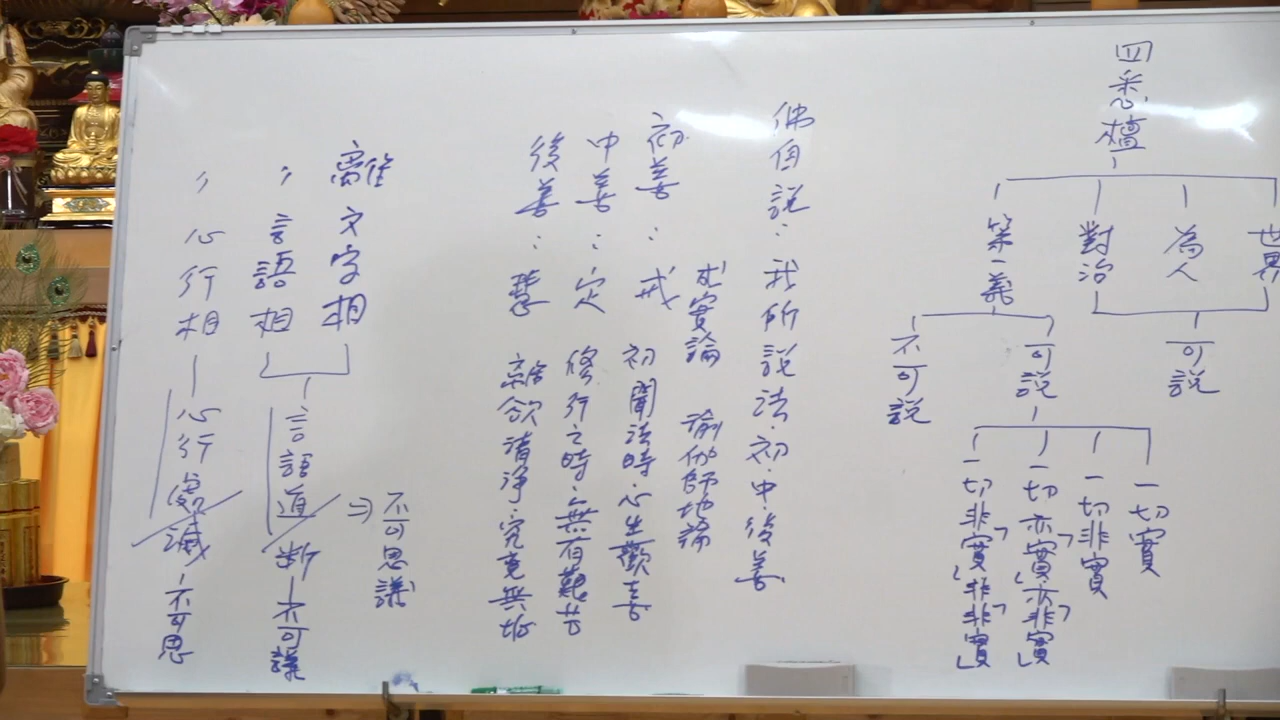 四悉檀
世界
為人
對治
第一義
可說
可說
不可說
一切實
一切非實
一切「亦實」「亦非實」
一切「非實」「非非實」
佛自說：我所說法．初．中．後善
成實論 瑜伽師地論
初善：戒 初聞法時．心生歡喜
中善：定 修行之時．無有艱苦
後善：慧 離欲清淨．究竟無垢
離文字相
〃言語相
〃心行相—心行處滅—不可思
言語道断—不可議
⇒不可思議